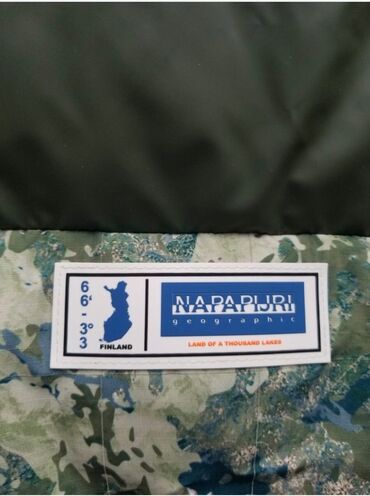 66'-3°3
FINLAND
NAPAPIJRI
geographic
LAND OF A THOUSAND LAKES